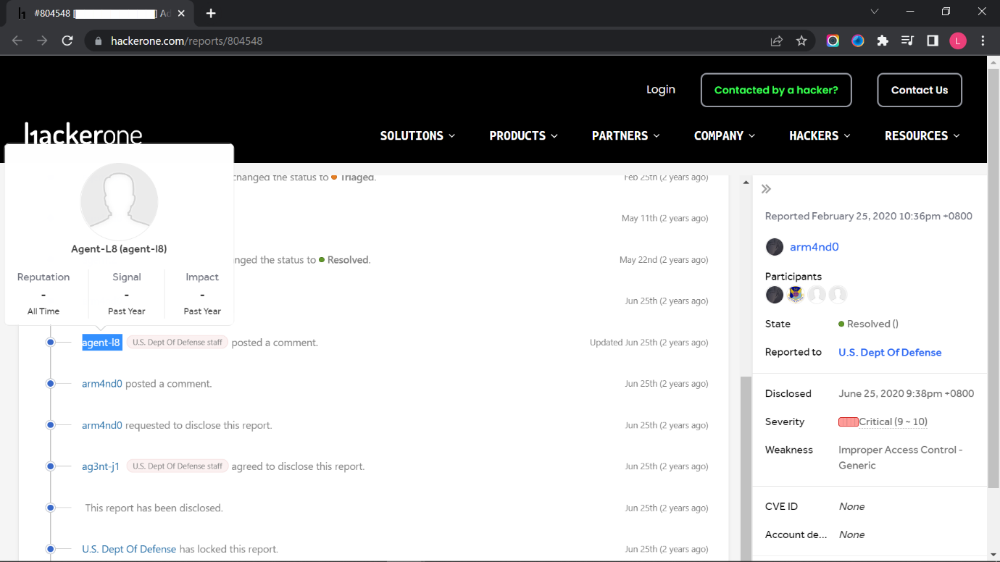 #804548 [ ] Ad
hackerone.com/reports/804548
L
Login
Contacted by a hacker?
Contact Us
hackerone
SOLUTIONS
PRODUCTS
PARTNERS
COMPANY
HACKERS
RESOURCES
changed the status to Triaged.
Feb 25th (2 years ago)
May 11th (2 years ago)
nged the status to Resolved.
May 22nd (2 years ago)
Jun 25th (2 years ago)
Agent-L8 (agent-l8)
Reputation
-
All Time
Signal
-
Past Year
Impact
-
Past Year
agent-l8 U.S. Dept Of Defense staff posted a comment.
Updated Jun 25th (2 years ago)
arm4nd0 posted a comment.
Jun 25th (2 years ago)
arm4nd0 requested to disclose this report.
Jun 25th (2 years ago)
ag3nt-j1 U.S. Dept Of Defense staff agreed to disclose this report.
Jun 25th (2 years ago)
This report has been disclosed.
Jun 25th (2 years ago)
U.S. Dept Of Defense has locked this report.
Jun 25th (2 years ago)
Reported February 25, 2020 10:36pm +0800
arm4nd0
Participants
State Resolved ()
Reported to U.S. Dept Of Defense
Disclosed June 25, 2020 9:38pm +0800
Severity Critical (9 ~ 10)
Weakness Improper Access Control -
Generic
CVE ID None
Account de... None